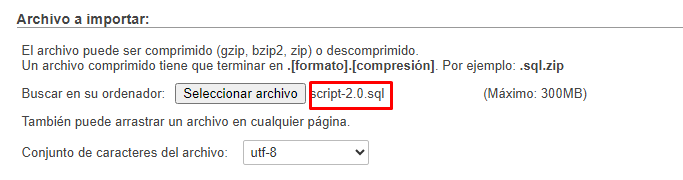 Archivo a importar:
El archivo puede ser comprimido (gzip, bzip2, zip) o descomprimido.
Un archivo comprimido tiene que terminar en .[formato].[compresión]. Por ejemplo: .sql.zip
Buscar en su ordenador: Seleccionar archivo script-2.0.sql (Máximo: 300MB)
También puede arrastrar un archivo en cualquier página.
Conjunto de caracteres del archivo: utf-8